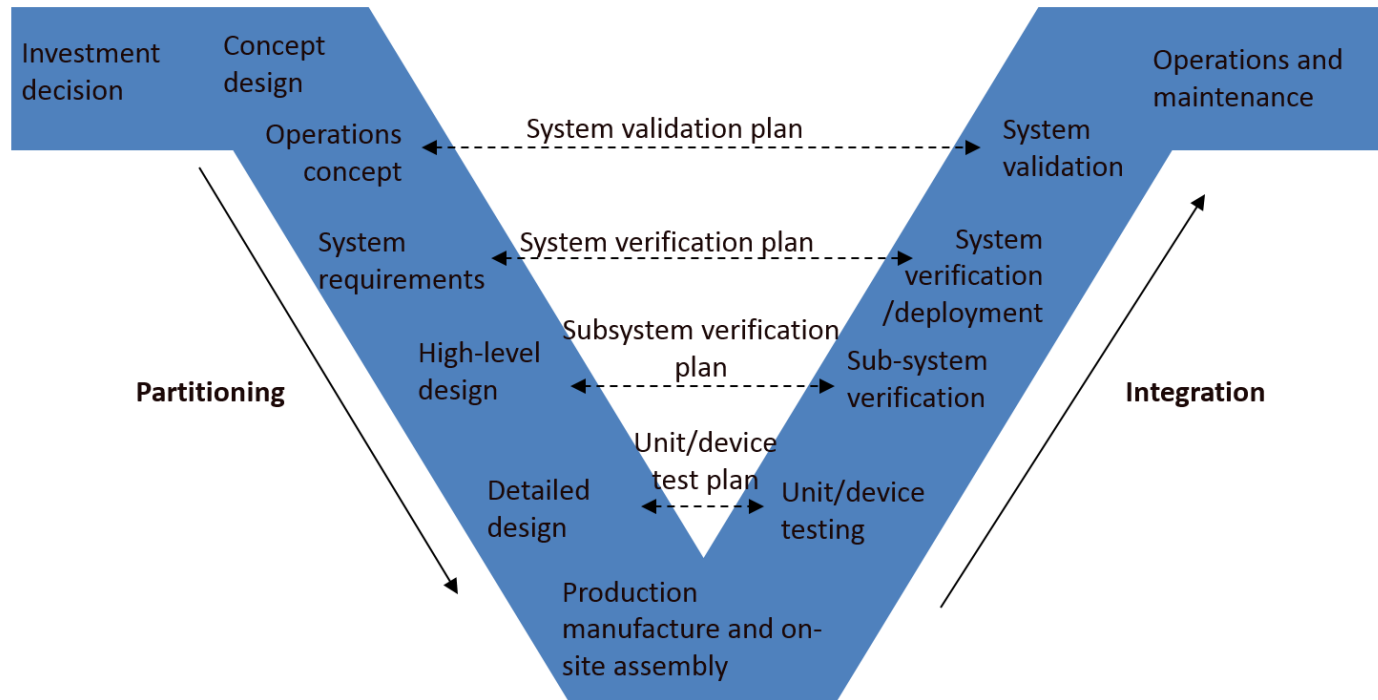 Investment
decision
Concept
design
Operations
concept
System validation plan
System
validation
Operations and
maintenance
System
requirements
System verification plan
System
verification
/deployment
High-level
design
Subsystem verification
plan
Sub-system
verification
Partitioning
Integration
Detailed
design
Unit/device
test plan
Unit/device
testing
Production
manufacture and on-
site assembly